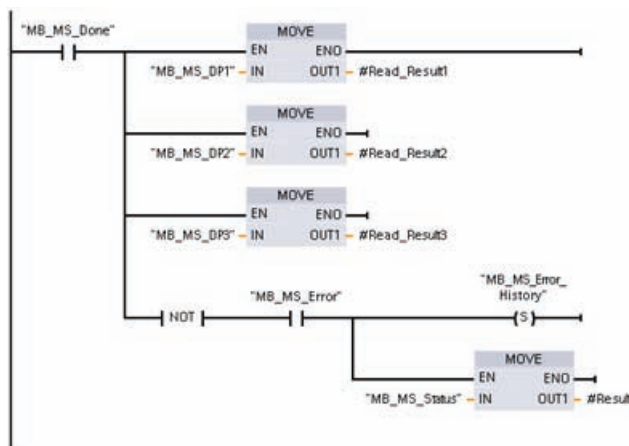 "MB_MS_Done"
MOVE
EN ENO
"MB_MS_DP1" IN OUT1 #Read_Result1
MOVE
EN ENO
"MB_MS_DP2" IN OUT1 #Read_Result2
MOVE
EN ENO
"MB_MS_DP3" IN OUT1 #Read_Result3
"MB_MS_Error_
History"
"MB_MS_Error"
NOT
S
MOVE
EN ENO
"MB_MS_Status" IN OUT1 #Result